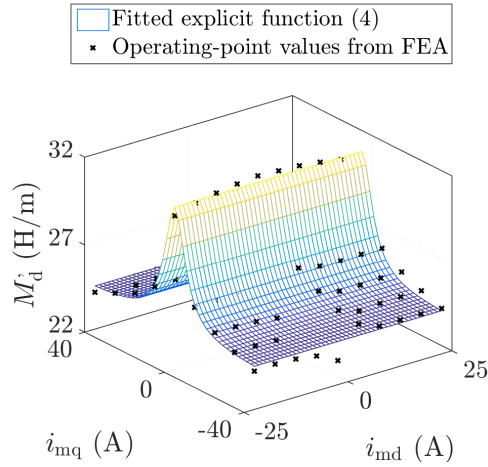 Fitted explicit function (4)
Operating-point values from FEA
32
27
22
M'd (H/m)
40
0
-40
imq (A)
-25
0
25
imd (A)